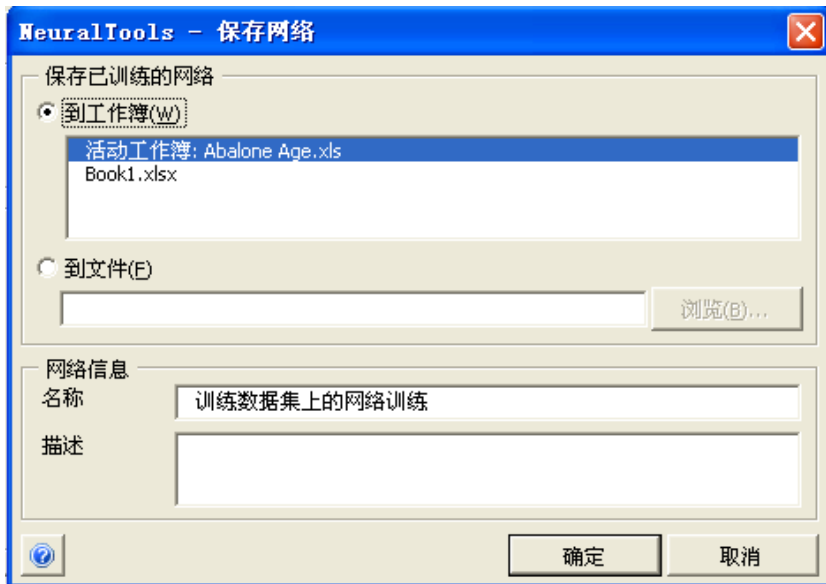 NeuralTools - 保存网络
保存已训练的网络
到工作簿(W)
活动工作簿: Abalone Age.xls
Book1.xlsx
到文件(F)
浏览(B)...
网络信息
名称
训练数据集上的网络训练
描述
确定
取消